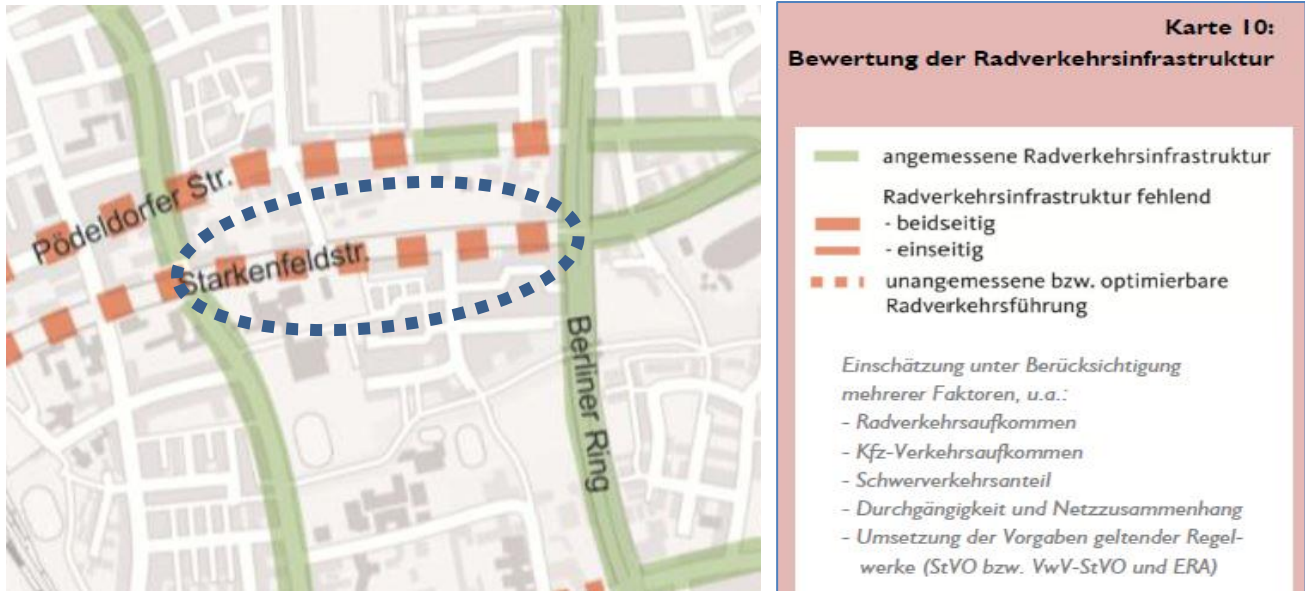 Pödeldorfer Str.
Starkenfeldstr.
Berliner Ring
Karte 10:
Bewertung der Radverkehrsinfrastruktur
angemessene Radverkehrsinfrastruktur
Radverkehrsinfrastruktur fehlend
- beidseitig
- einseitig
unangemessene bzw. optimierbare
Radverkehrsführung
Einschätzung unter Berücksichtigung
mehrerer Faktoren, u.a.:
- Radverkehrsaufkommen
- Kfz-Verkehrsaufkommen
- Schwerverkehrsanteil
- Durchgängigkeit und Netzzusammenhang
- Umsetzung der Vorgaben geltender Regel-
werke (StVO bzw. VwV-StVO und ERA)